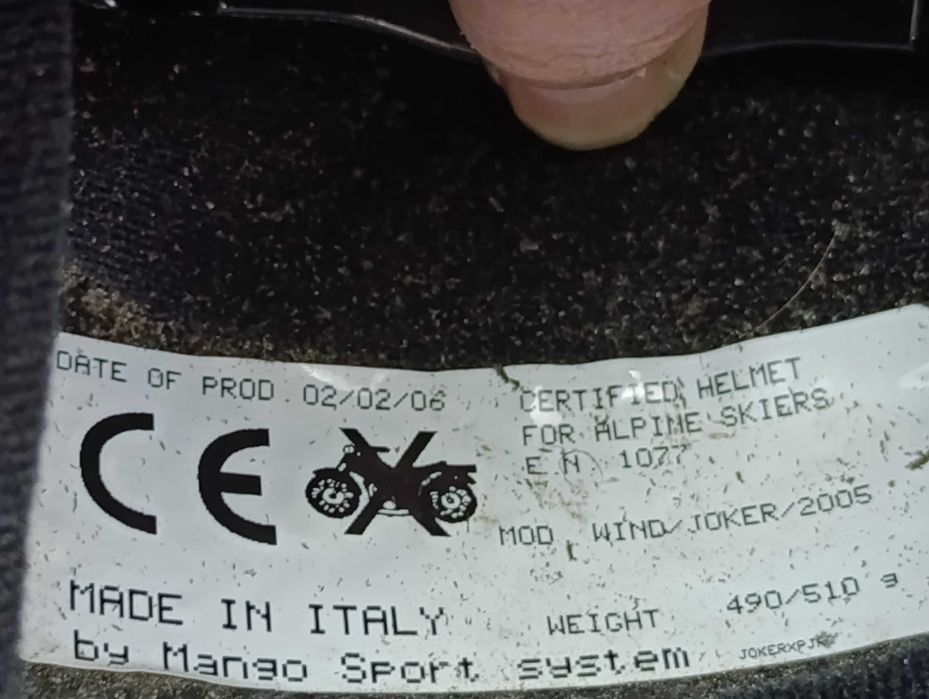 DATE OF PROD. 02/02/06
CE
CERTIFIED HELMET
FOR ALPINE SKIERS
EN 1077
MOD. WIND/JOKER/2005
MADE IN ITALY
WEIGHT 490/510 g
by Mango Sport system